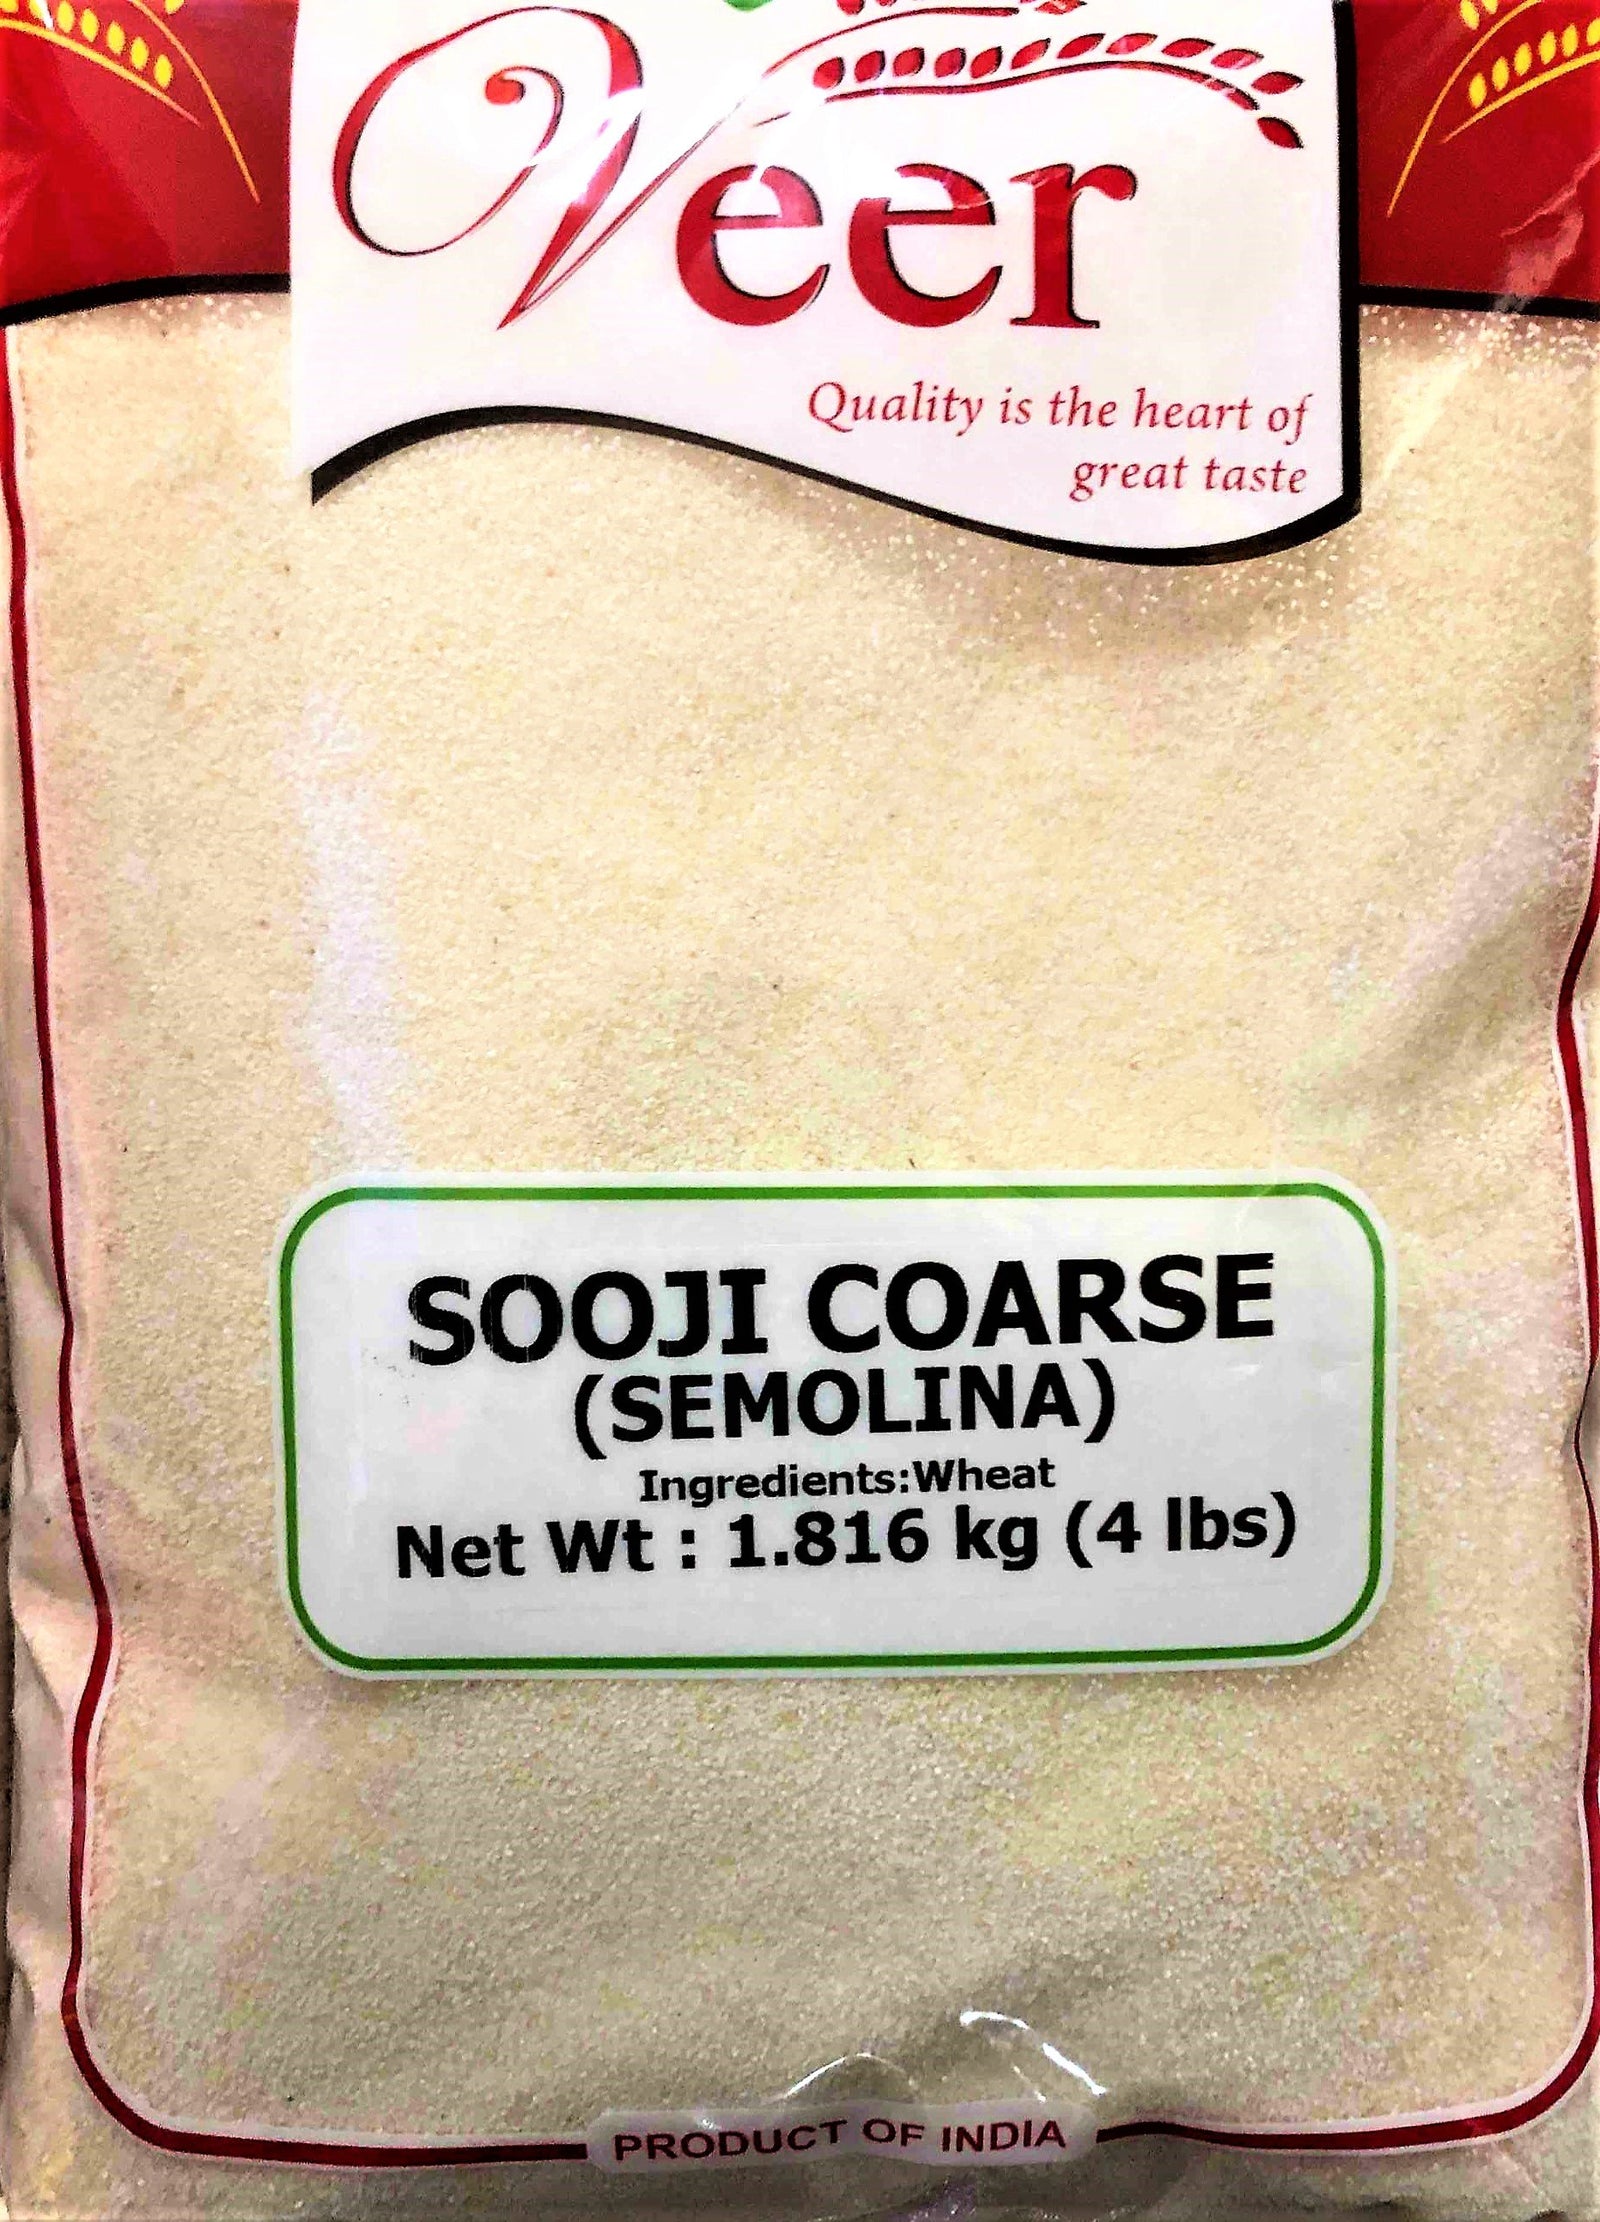 Veer
Quality is the heart of
great taste
SOOJI COARSE
(SEMOLINA)
Ingredients:Wheat
Net Wt : 1.816 kg (4 lbs)
PRODUCT OF INDIA